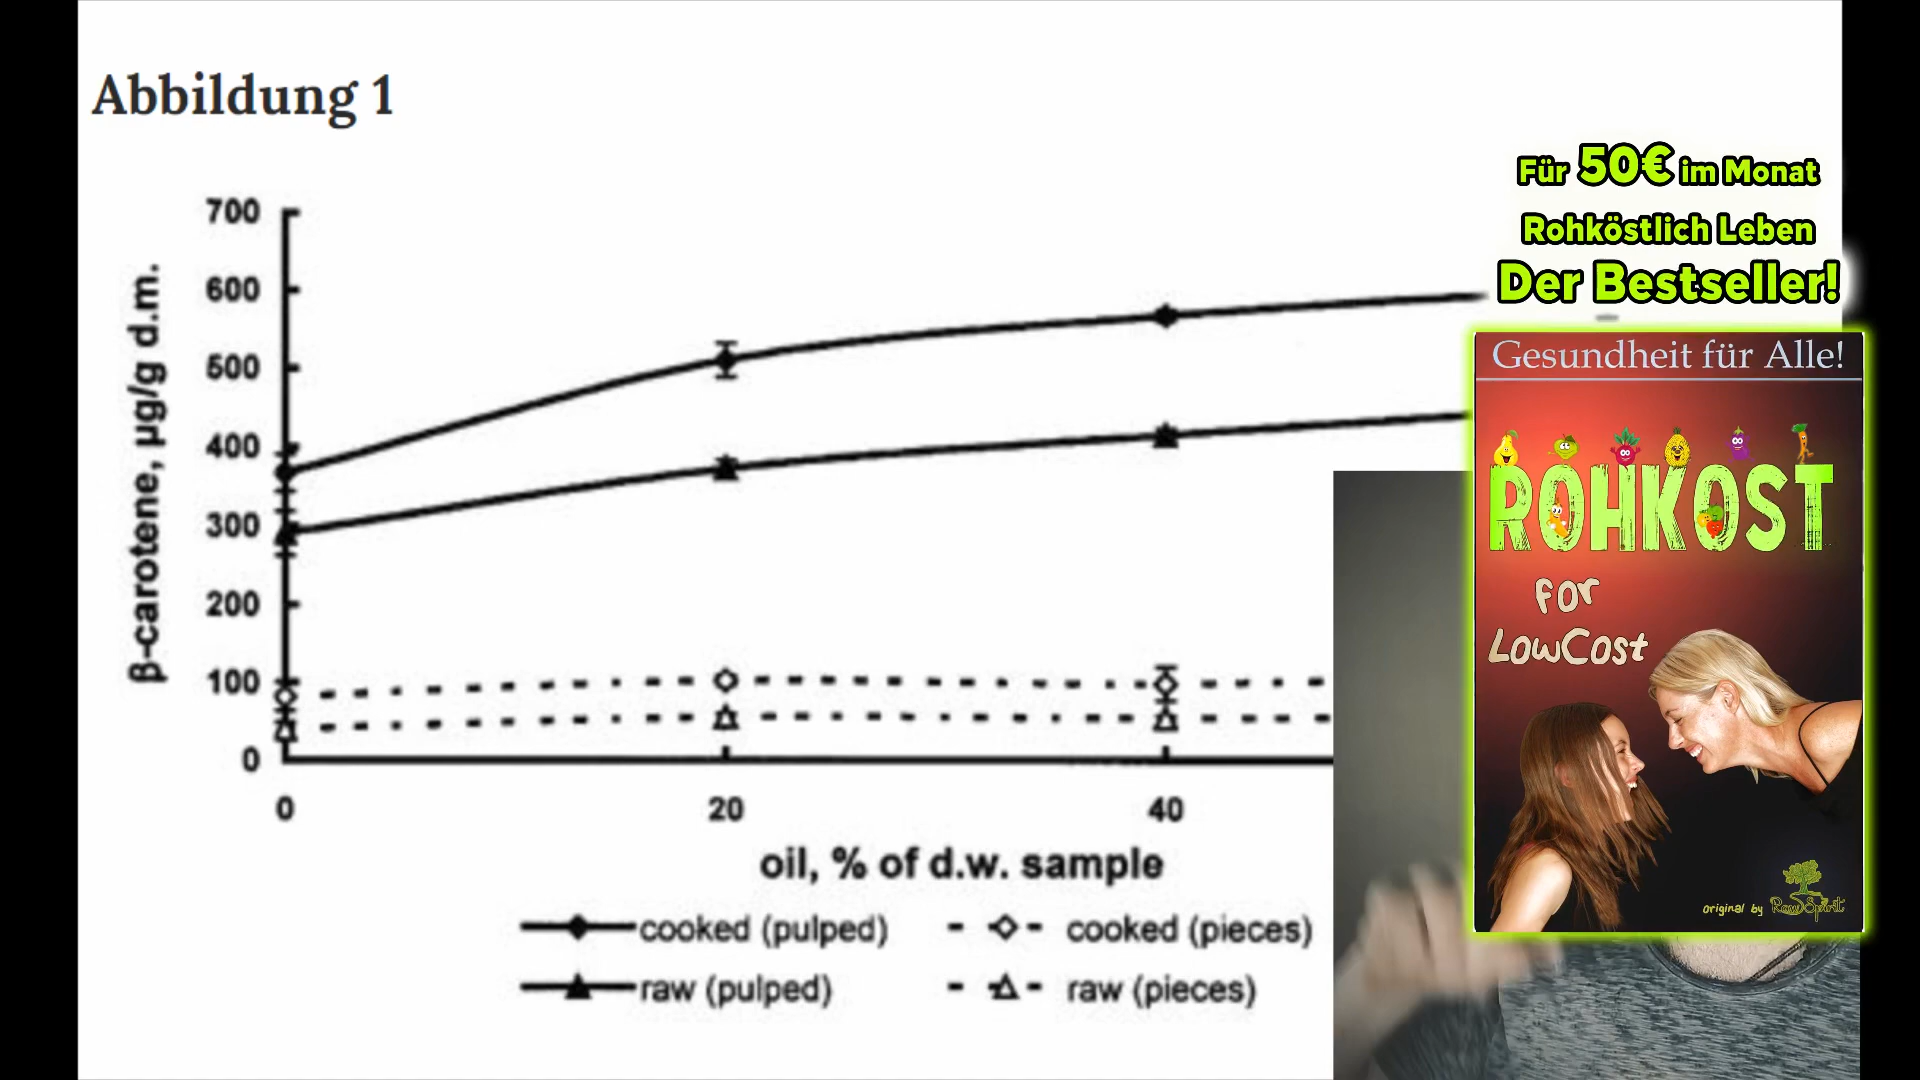 Abbildung 1
β-carotene, µg/g d.m.
700
600
500
400
300
200
100
0
0
20
40
oil, % of d.w. sample
cooked (pulped)
cooked (pieces)
raw (pulped)
raw (pieces)
Für 50€ im Monat
Rohköstlich Leben
Der Bestseller!
Gesundheit für Alle!
ROHKOST
for
LowCost
original by RawSpirit